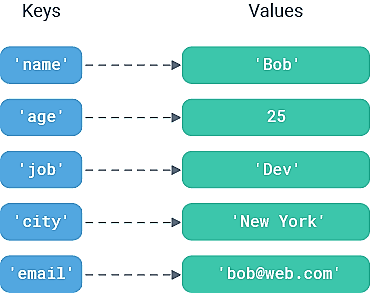 Keys Values
'name' 'Bob'
'age' 25
'job' 'Dev'
'city' 'New York'
'email' 'bob@web.com'